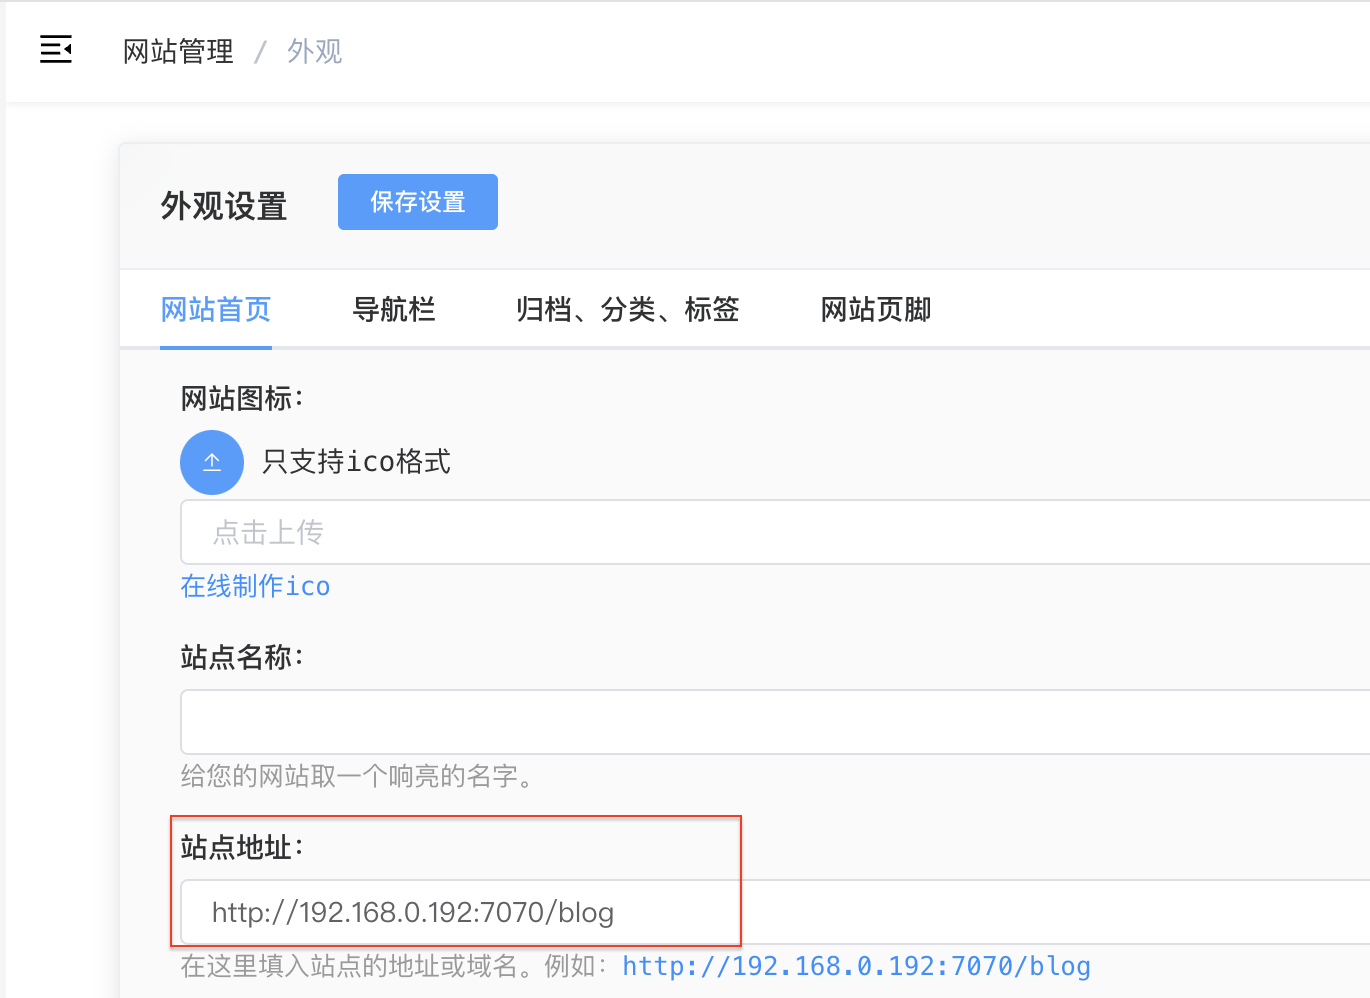 网站管理 / 外观
外观设置 保存设置
网站首页 导航栏 归档、分类、标签 网站页脚
网站图标：
只支持ico格式
点击上传
在线制作ico
站点名称：
给您的网站取一个响亮的名字。
站点地址：
http://192.168.0.192:7070/blog
在这里填入站点的地址或域名。例如：http://192.168.0.192:7070/blog